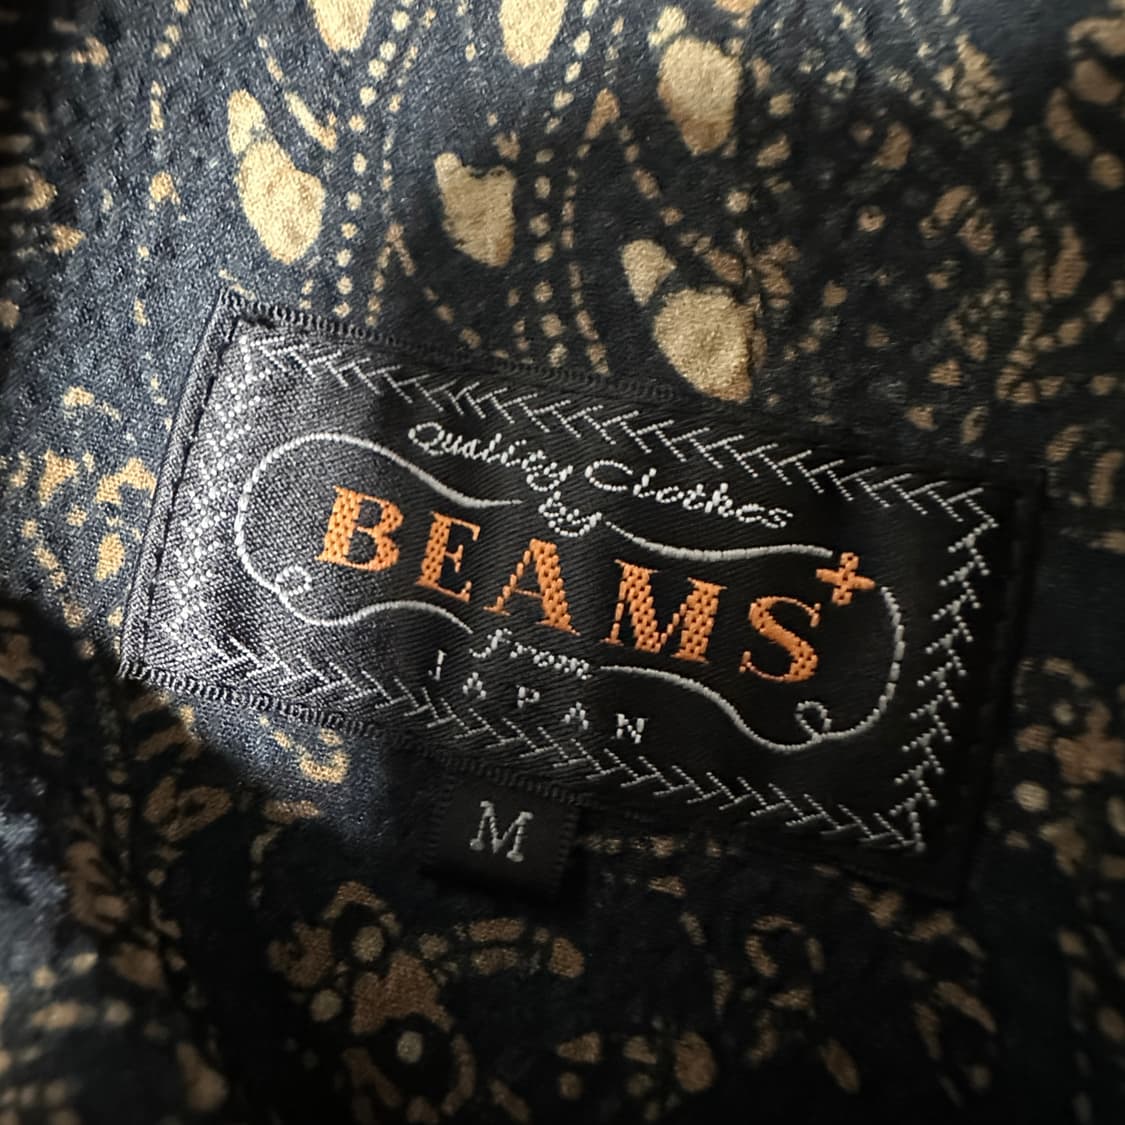 Quality Clothes
by
BEAMS+
from
JAPAN
M